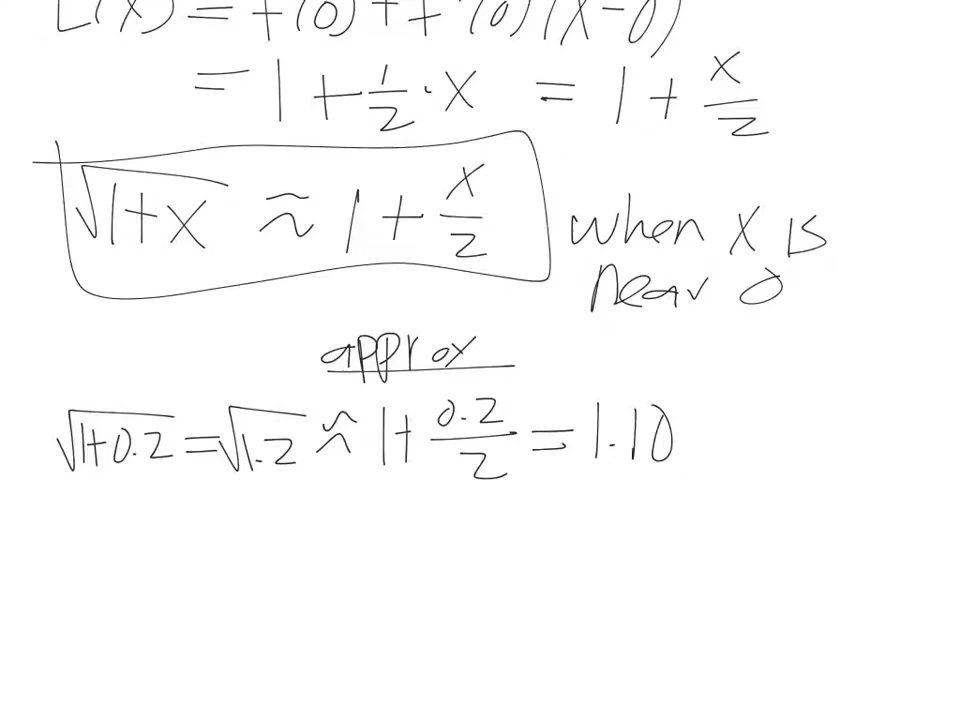 L(x) = f(0) + f'(0)(x-0)
= 1 + 1/2 · x = 1 + x/2
√(1+x) ≈ 1 + x/2 when x is
near 0
approx
√(1+0.2) = √1.2 ≈ 1 + 0.2/2 = 1.10